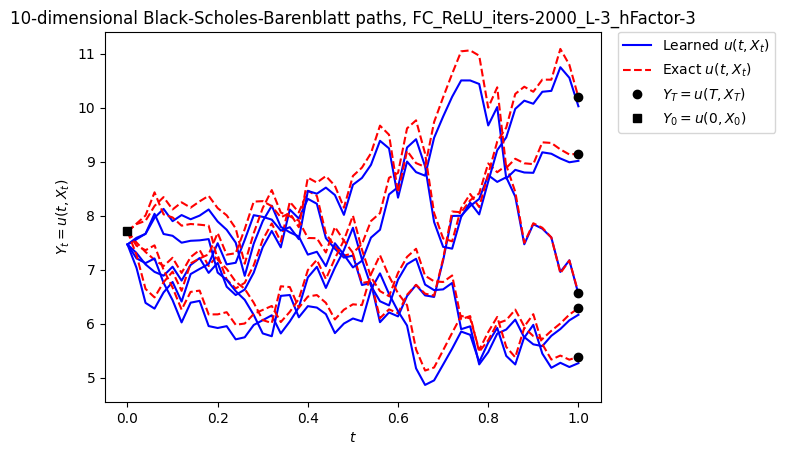 10-dimensional Black-Scholes-Barenblatt paths, FC_ReLU_iters-2000_L-3_hFactor-3
Learned u(t, X_t)
Exact u(t, X_t)
Y_T = u(T, X_T)
Y_0 = u(0, X_0)
Y_t = u(t, X_t)
11
10
9
8
7
6
5
0.0 0.2 0.4 0.6 0.8 1.0
t